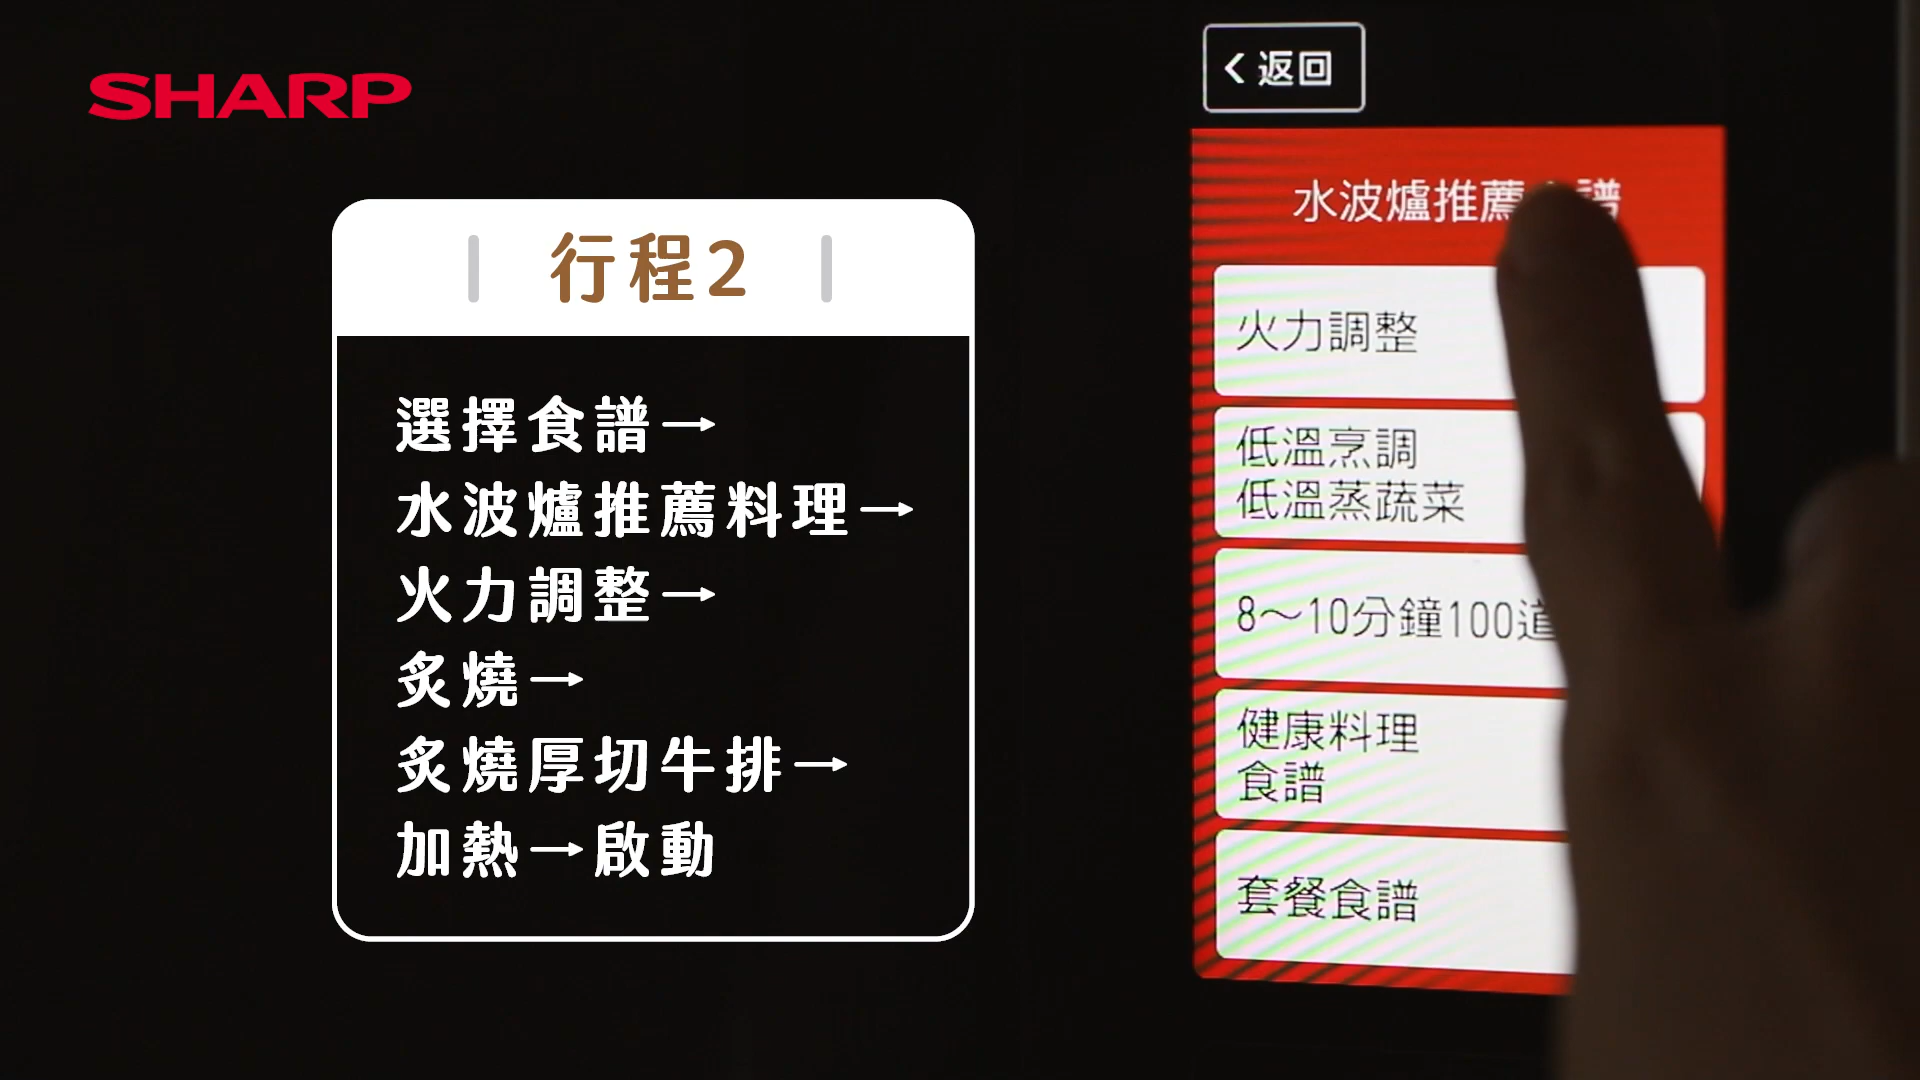 SHARP
行程2
選擇食譜→
水波爐推薦料理→
火力調整→
炙燒→
炙燒厚切牛排→
加熱→啟動
返回
水波爐推薦 譜
火力調整
低溫烹調
低溫蒸蔬菜
8～10分鐘100道
健康料理
食譜
套餐食譜